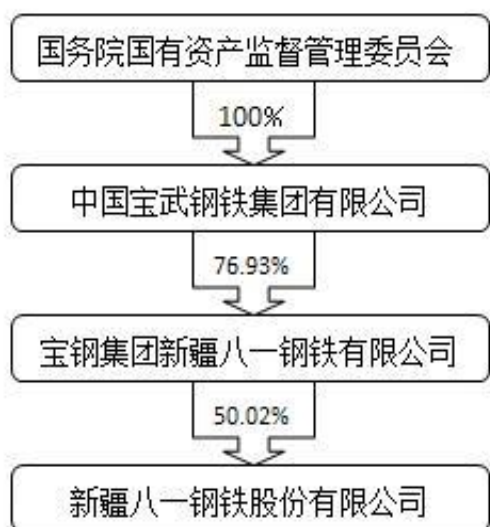 国务院国有资产监督管理委员会
100%
中国宝武钢铁集团有限公司
76.93%
宝钢集团新疆八一钢铁有限公司
50.02%
新疆八一钢铁股份有限公司